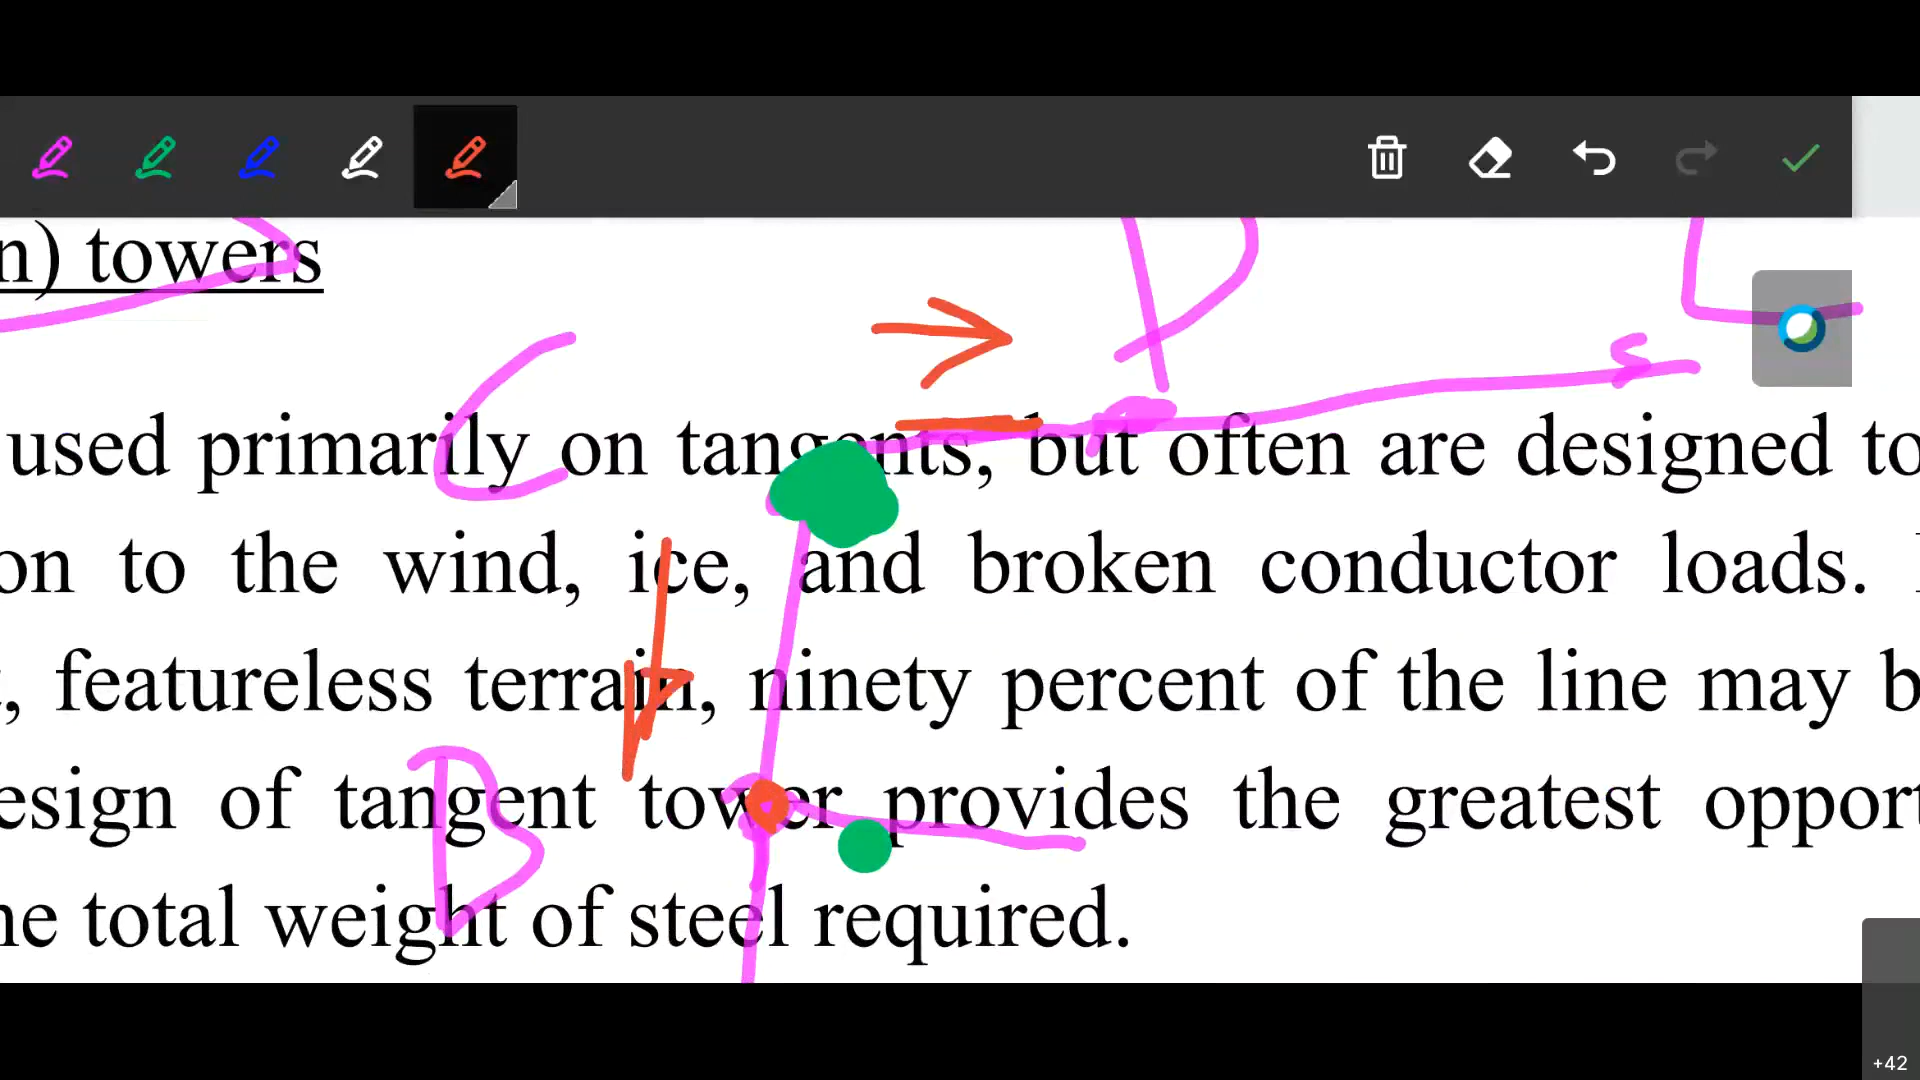 n) towers
used primarily on tangents, but often are designed to
on to the wind, ice, and broken conductor loads.
, featureless terrain, ninety percent of the line may b
esign of tangent tower provides the greatest opport
ne total weight of steel required.
D
L
C
s
B
+42